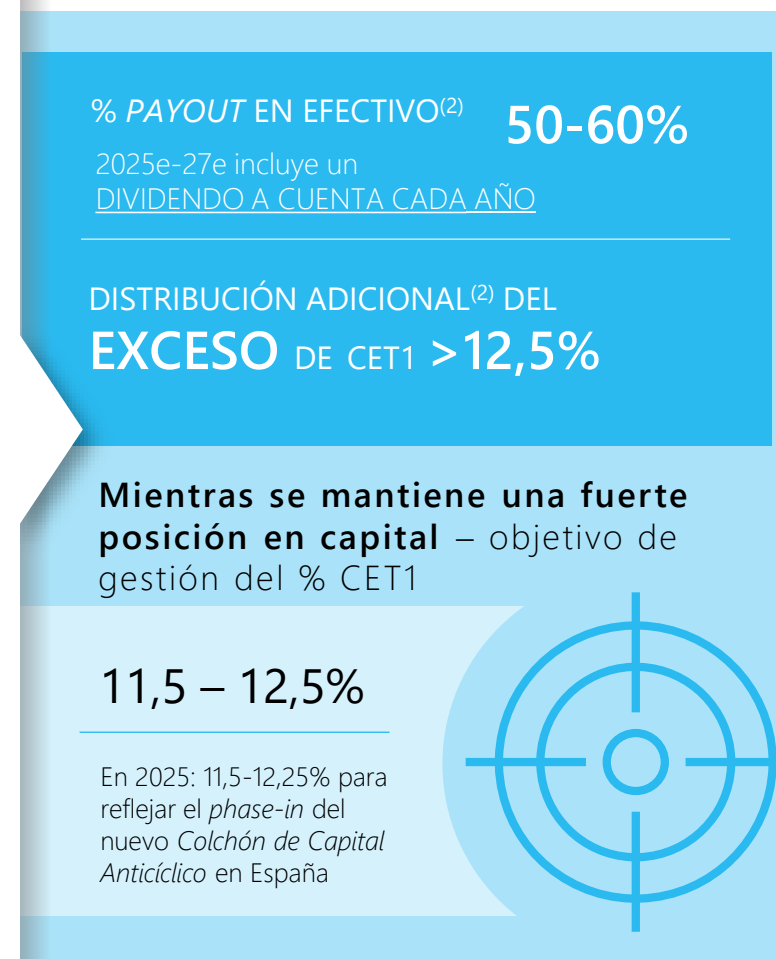 % PAYOUT EN EFECTIVO(2) 50-60%
2025e-27e incluye un
DIVIDENDO A CUENTA CADA AÑO
DISTRIBUCIÓN ADICIONAL(2) DEL
EXCESO DE CET1 >12,5%
Mientras se mantiene una fuerte
posición en capital – objetivo de
gestión del % CET1
11,5 – 12,5%
En 2025: 11,5-12,25% para
reflejar el phase-in del
nuevo Colchón de Capital
Anticíclico en España